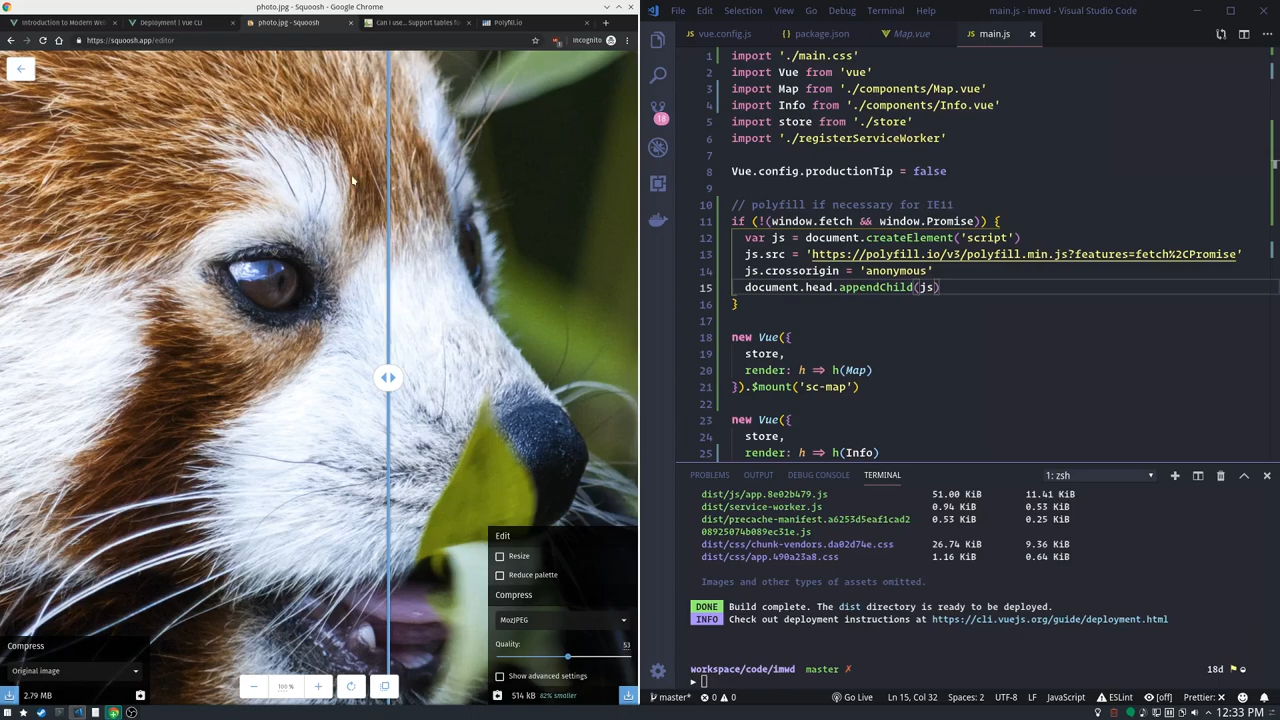 photo.jpg - Squoosh - Google Chrome
Introduction to Modern Web
Deployment | Vue CLI
photo.jpg - Squoosh
Can I use... Support tables fo
Polyfill.io
https://squoosh.app/editor
Incognito
Edit
Resize
Reduce palette
Compress
MozJPEG
Quality:
53
Show advanced settings
514 kB 82% smaller
Compress
Original image
2.79 MB
100 %
File Edit Selection View Go Debug Terminal Help
main.js - imwd - Visual Studio Code
vue.config.js
package.json
Map.vue
main.js
18
1 import './main.css'
2 import Vue from 'vue'
3 import Map from './components/Map.vue'
4 import Info from './components/Info.vue'
5 import store from './store'
6 import './registerServiceWorker'
7
8 Vue.config.productionTip = false
9
10 // polyfill if necessary for IE11
11 if (!(window.fetch && window.Promise)) {
12 var js = document.createElement('script')
13 js.src = 'https://polyfill.io/v3/polyfill.min.js?features=fetch%2CPromise'
14 js.crossorigin = 'anonymous'
15 document.head.appendChild(js)
16 }
17
18 new Vue({
19 store,
20 render: h => h(Map)
21 }).$mount('sc-map')
22
23 new Vue({
24 store,
25 render: h => h(Info)
PROBLEMS OUTPUT DEBUG CONSOLE TERMINAL
1: zsh
dist/js/app.8e02b479.js 51.00 KiB 11.41 KiB
dist/service-worker.js 0.94 KiB 0.53 KiB
dist/precache-manifest.a6253d5eaf1cad2 0.53 KiB 0.25 KiB
08925074b089ec31e.js
dist/css/chunk-vendors.da02d74e.css 26.74 KiB 9.36 KiB
dist/css/app.490a23a8.css 1.16 KiB 0.64 KiB
Images and other types of assets omitted.
DONE Build complete. The dist directory is ready to be deployed.
INFO Check out deployment instructions at https://cli.vuejs.org/guide/deployment.html
workspace/code/imwd master ✗ 18d
master* 0 0
Go Live Ln 15, Col 32 Spaces: 2 UTF-8 LF JavaScript ESLint [off] Prettier: ✗
12:33 PM